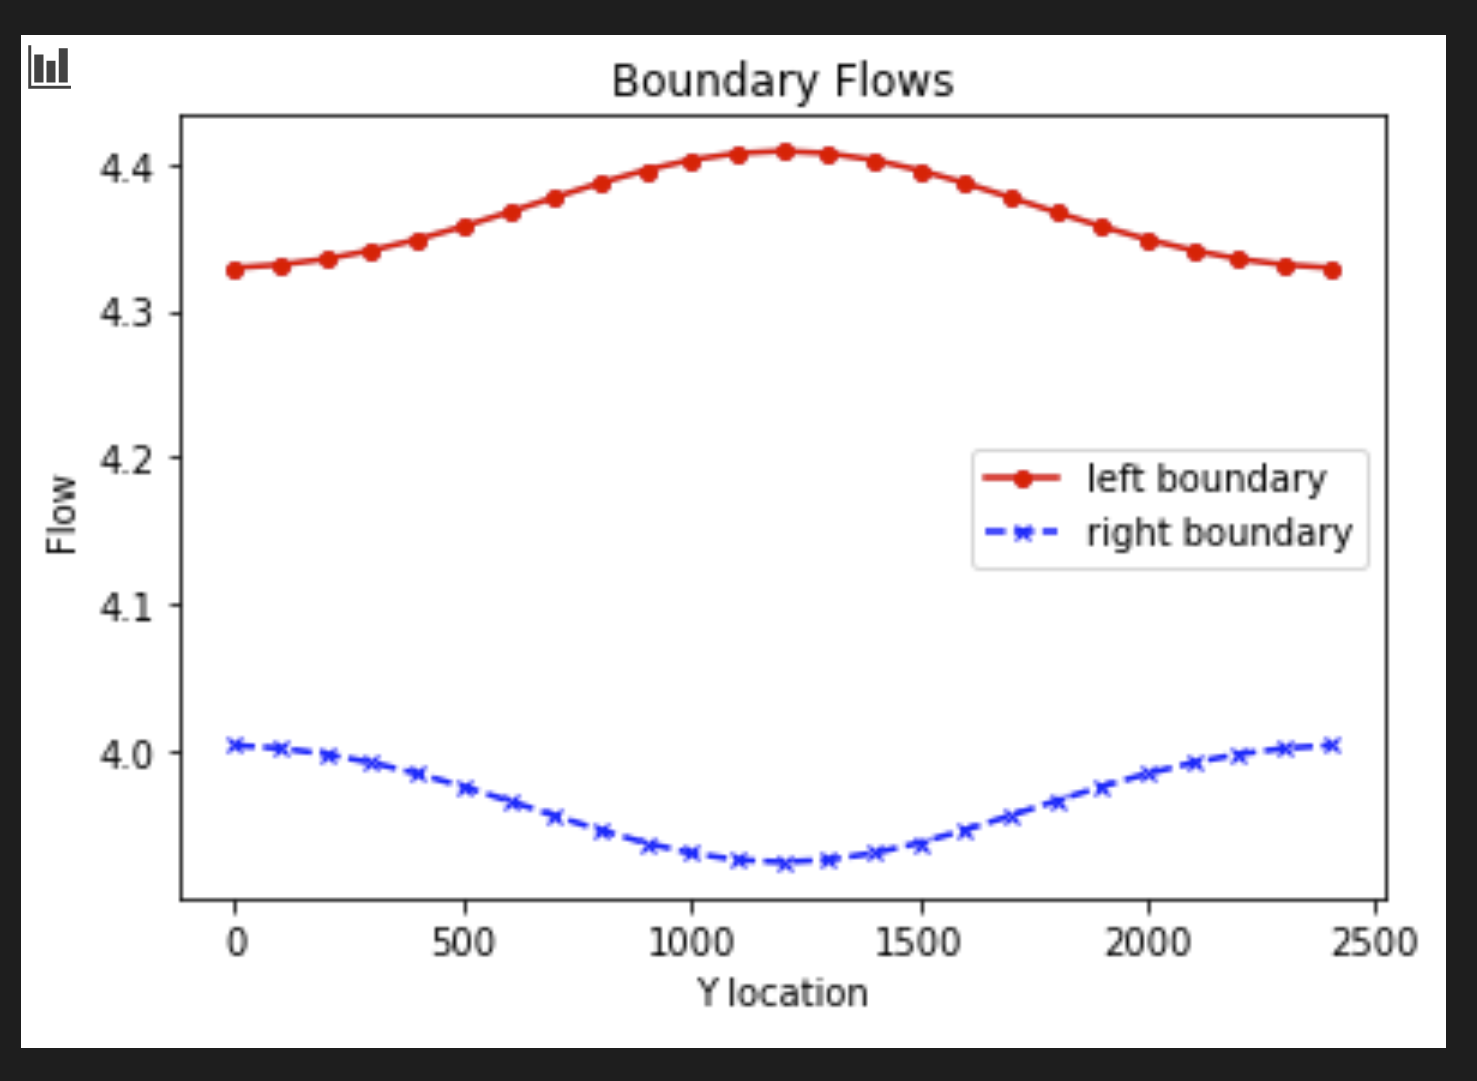 Boundary Flows
4.4
4.3
4.2
4.1
4.0
Flow
left boundary
right boundary
0 500 1000 1500 2000 2500
Y location